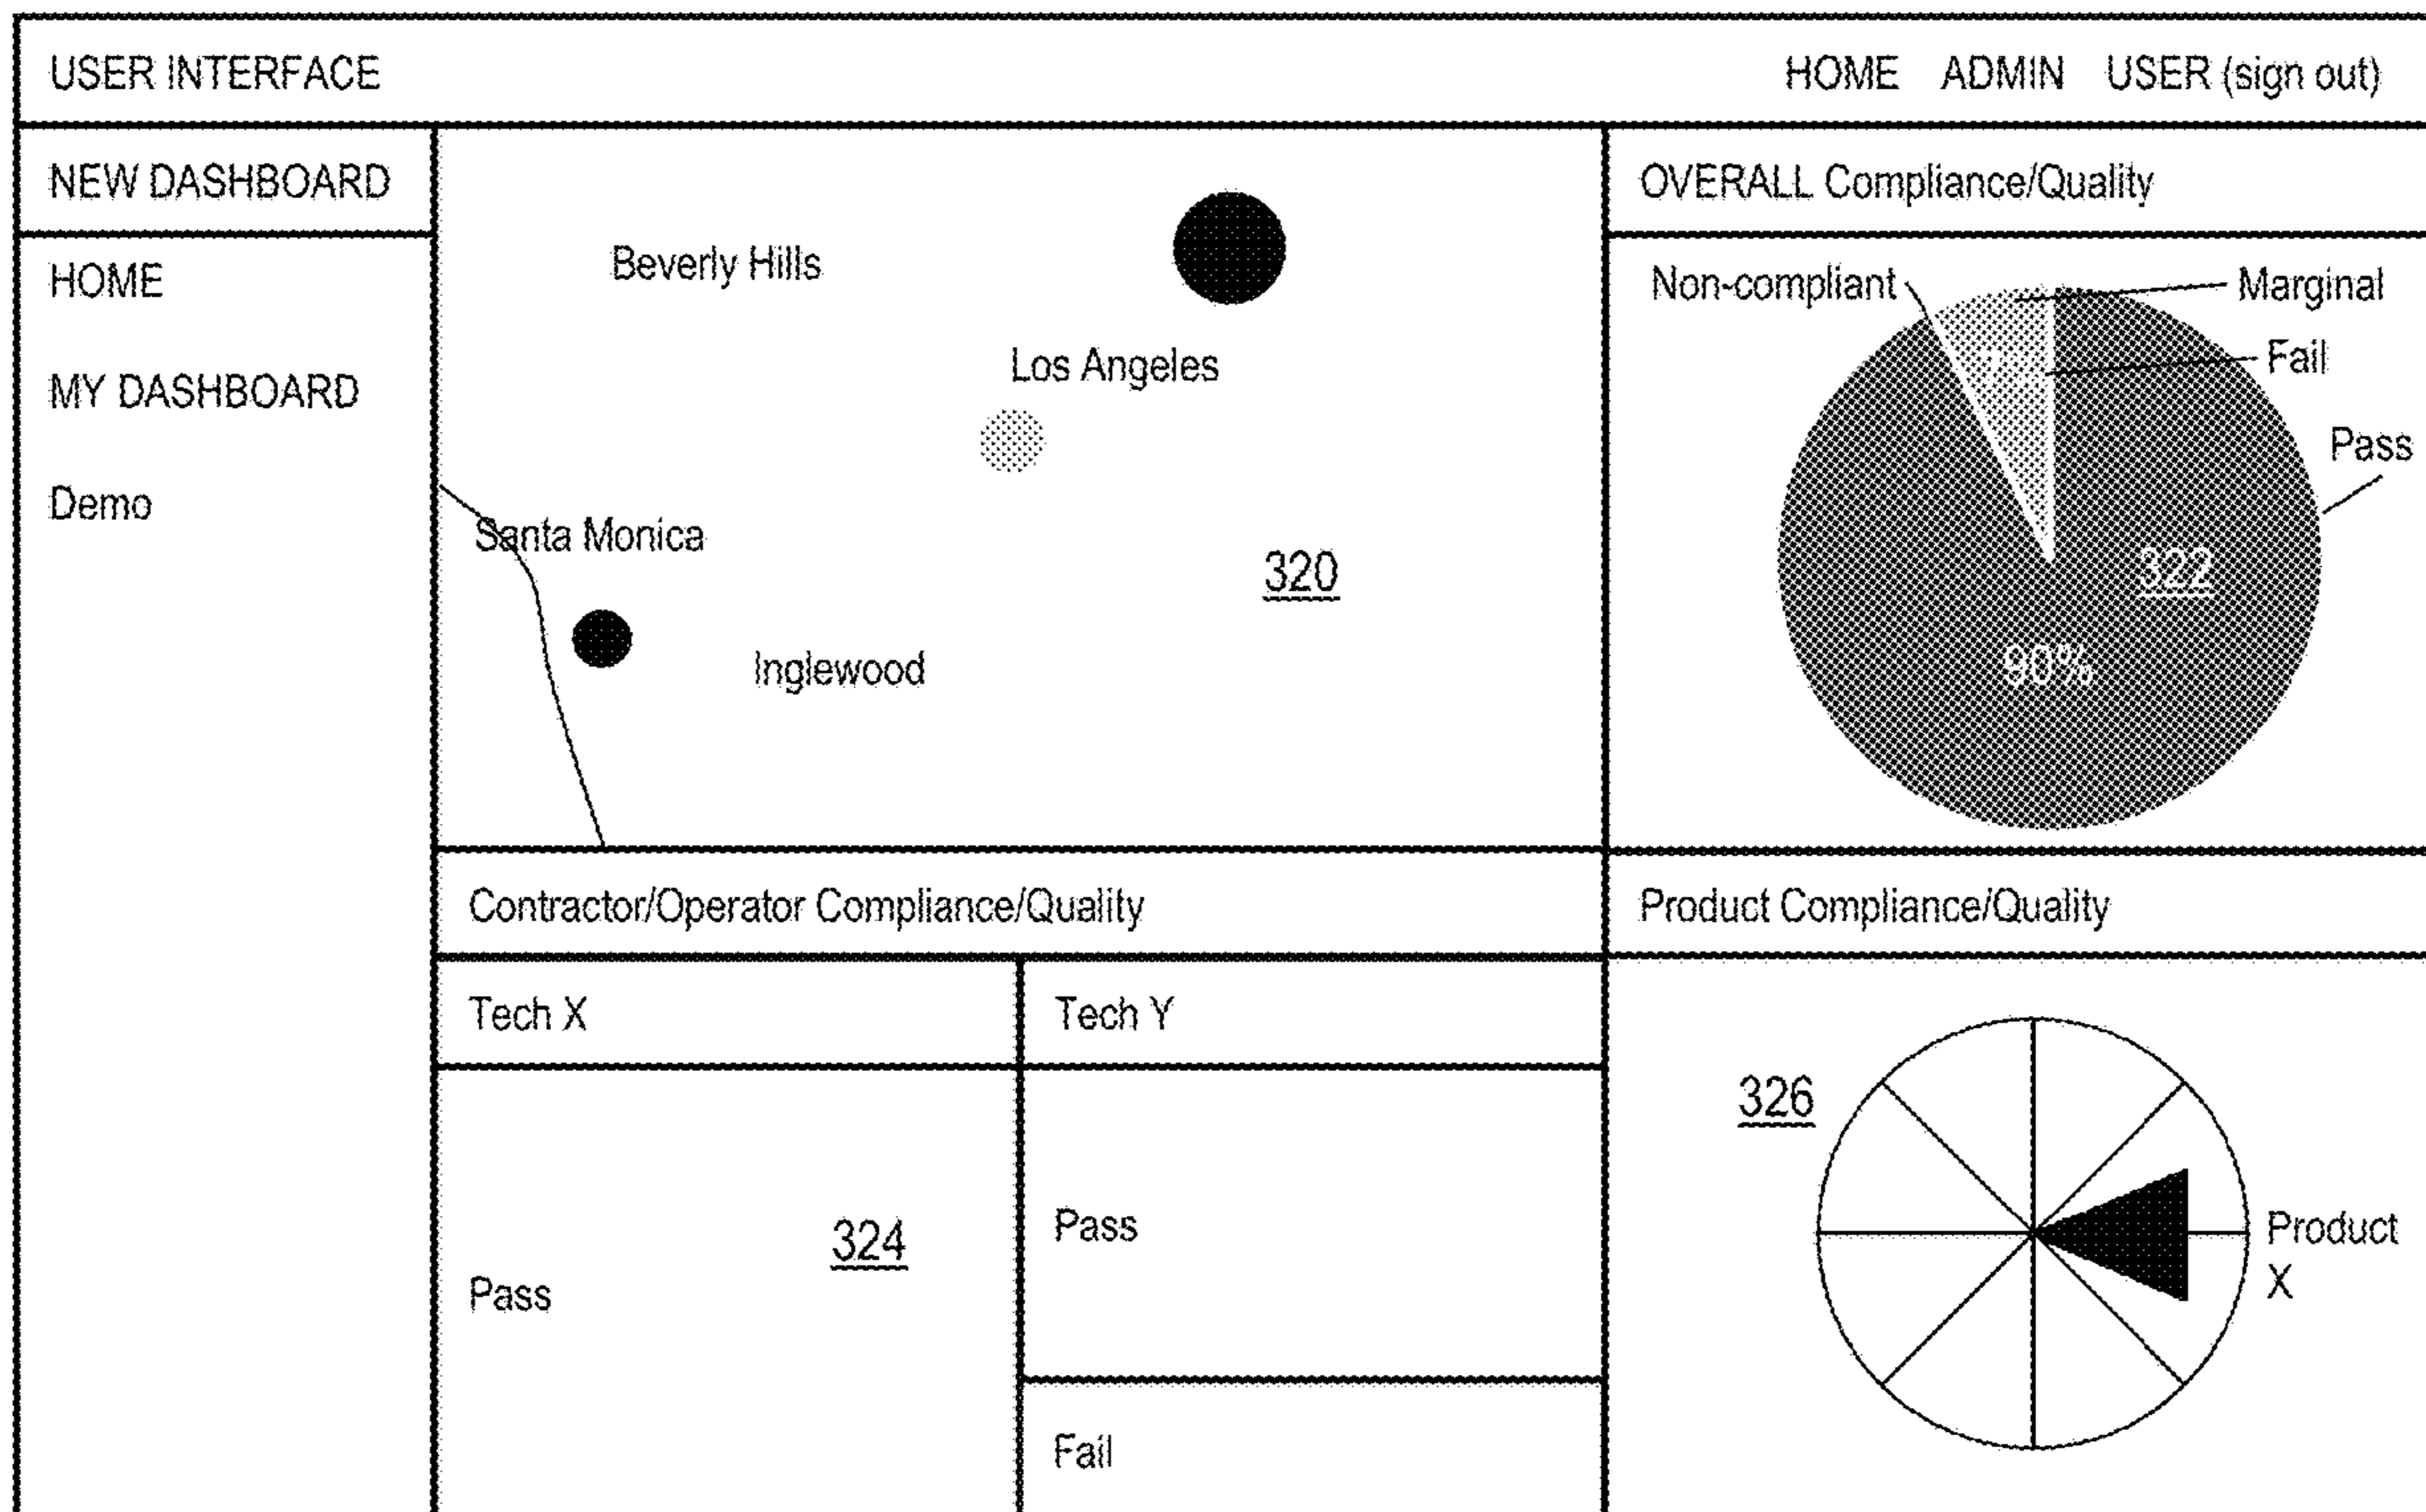 USER INTERFACE
HOME ADMIN USER (sign out)
NEW DASHBOARD
HOME
MY DASHBOARD
Demo
Beverly Hills
Los Angeles
Santa Monica
320
Inglewood
OVERALL Compliance/Quality
Non-compliant
Marginal
Fail
Pass
322
90%
Contractor/Operator Compliance/Quality
Tech X
Tech Y
Pass
324
Pass
Fail
Product Compliance/Quality
326
Product
X